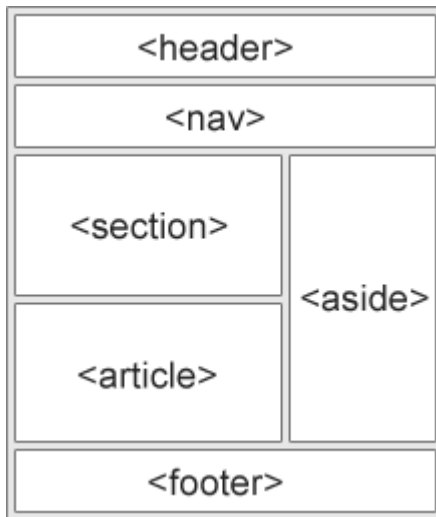 <header>
<nav>
<section>
<aside>
<article>
<footer>